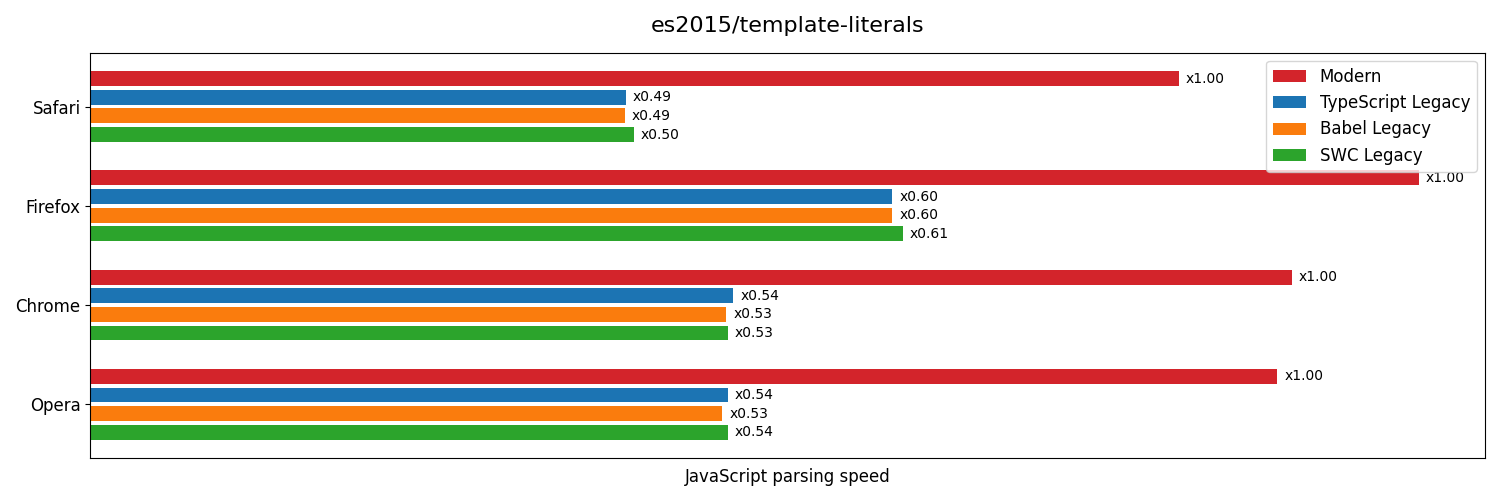 es2015/template-literals
Safari
x1.00
x0.49
x0.49
x0.50
Firefox
x1.00
x0.60
x0.60
x0.61
Chrome
x1.00
x0.54
x0.53
x0.53
Opera
x1.00
x0.54
x0.53
x0.54
Modern
TypeScript Legacy
Babel Legacy
SWC Legacy
JavaScript parsing speed